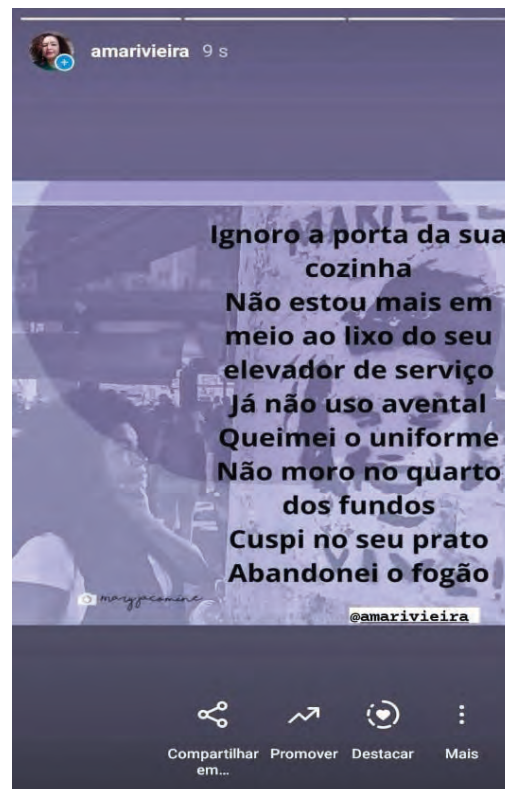 amarivieira 9 s
MARIELLE
Ignoro a porta da sua
cozinha
Não estou mais em
meio ao lixo do seu
elevador de serviço
Já não uso avental
Queimei o uniforme
Não moro no quarto
dos fundos
Cuspi no seu prato
Abandonei o fogão
maryjacomine
@amarivieira
Compartilhar Promover Destacar Mais
em...